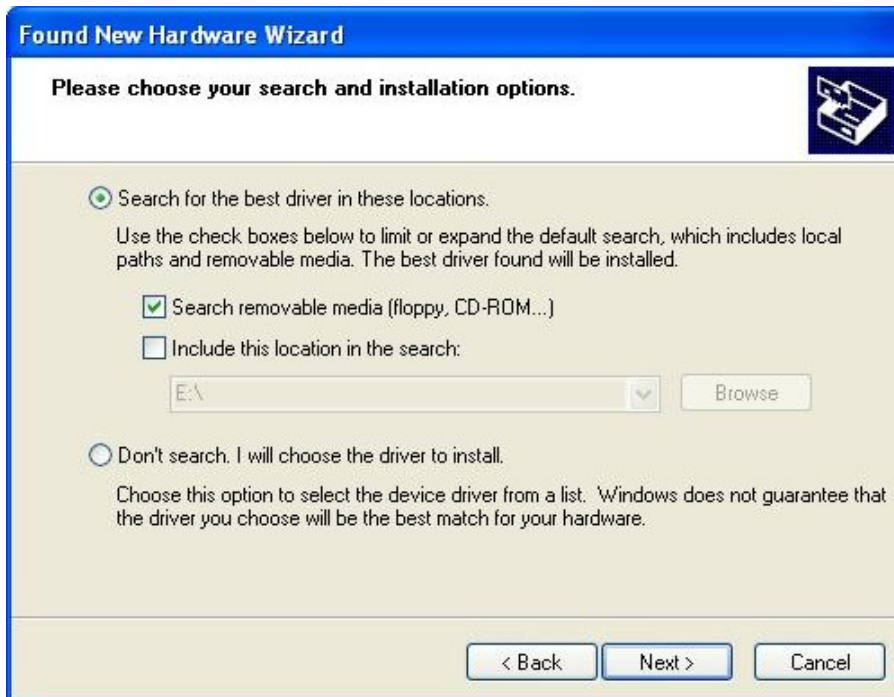 Found New Hardware Wizard
Please choose your search and installation options.
Search for the best driver in these locations.
Use the check boxes below to limit or expand the default search, which includes local
paths and removable media. The best driver found will be installed.
Search removable media (floppy, CD-ROM...)
Include this location in the search:
E:\
Browse
Don't search. I will choose the driver to install.
Choose this option to select the device driver from a list.  Windows does not guarantee that
the driver you choose will be the best match for your hardware.
< Back
Next >
Cancel